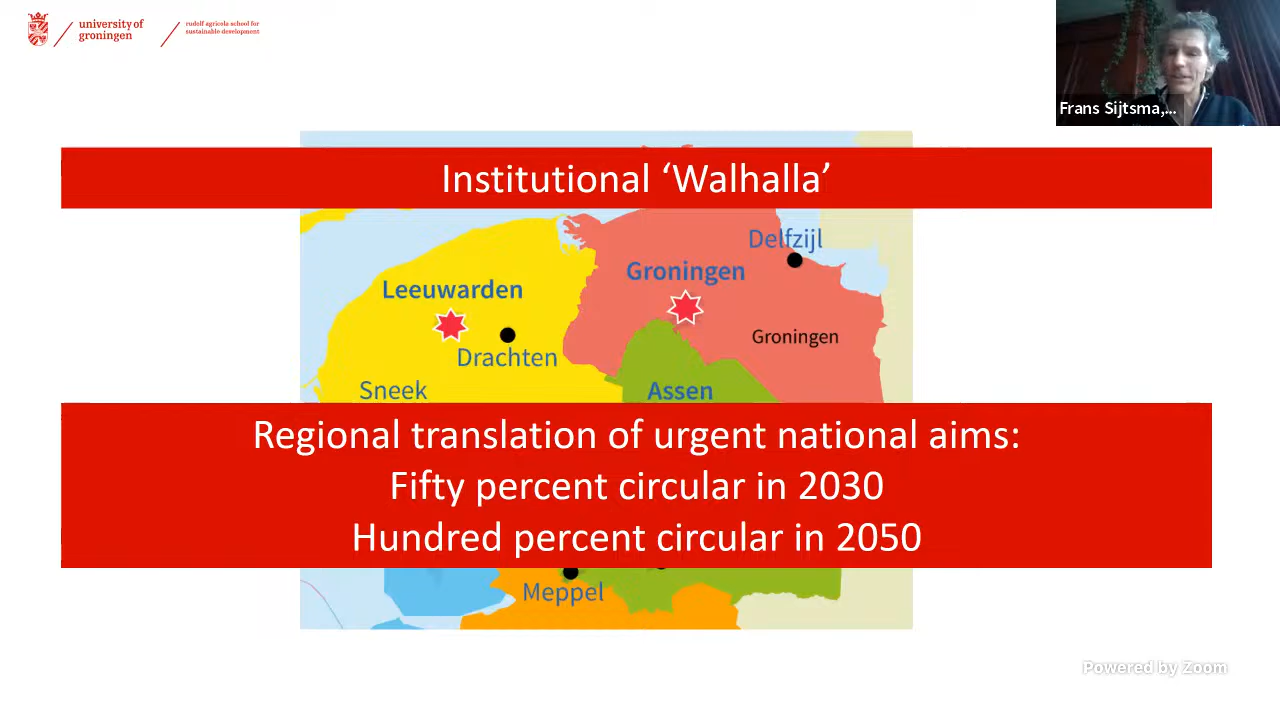 university of
groningen
rudolf agricola school for
sustainable development
Frans Sijtsma,...
Institutional ‘Walhalla’
Delfzijl
Groningen
Leeuwarden
Groningen
Drachten
Sneek
Assen
Regional translation of urgent national aims:
Fifty percent circular in 2030
Hundred percent circular in 2050
Meppel
Powered by Zoom